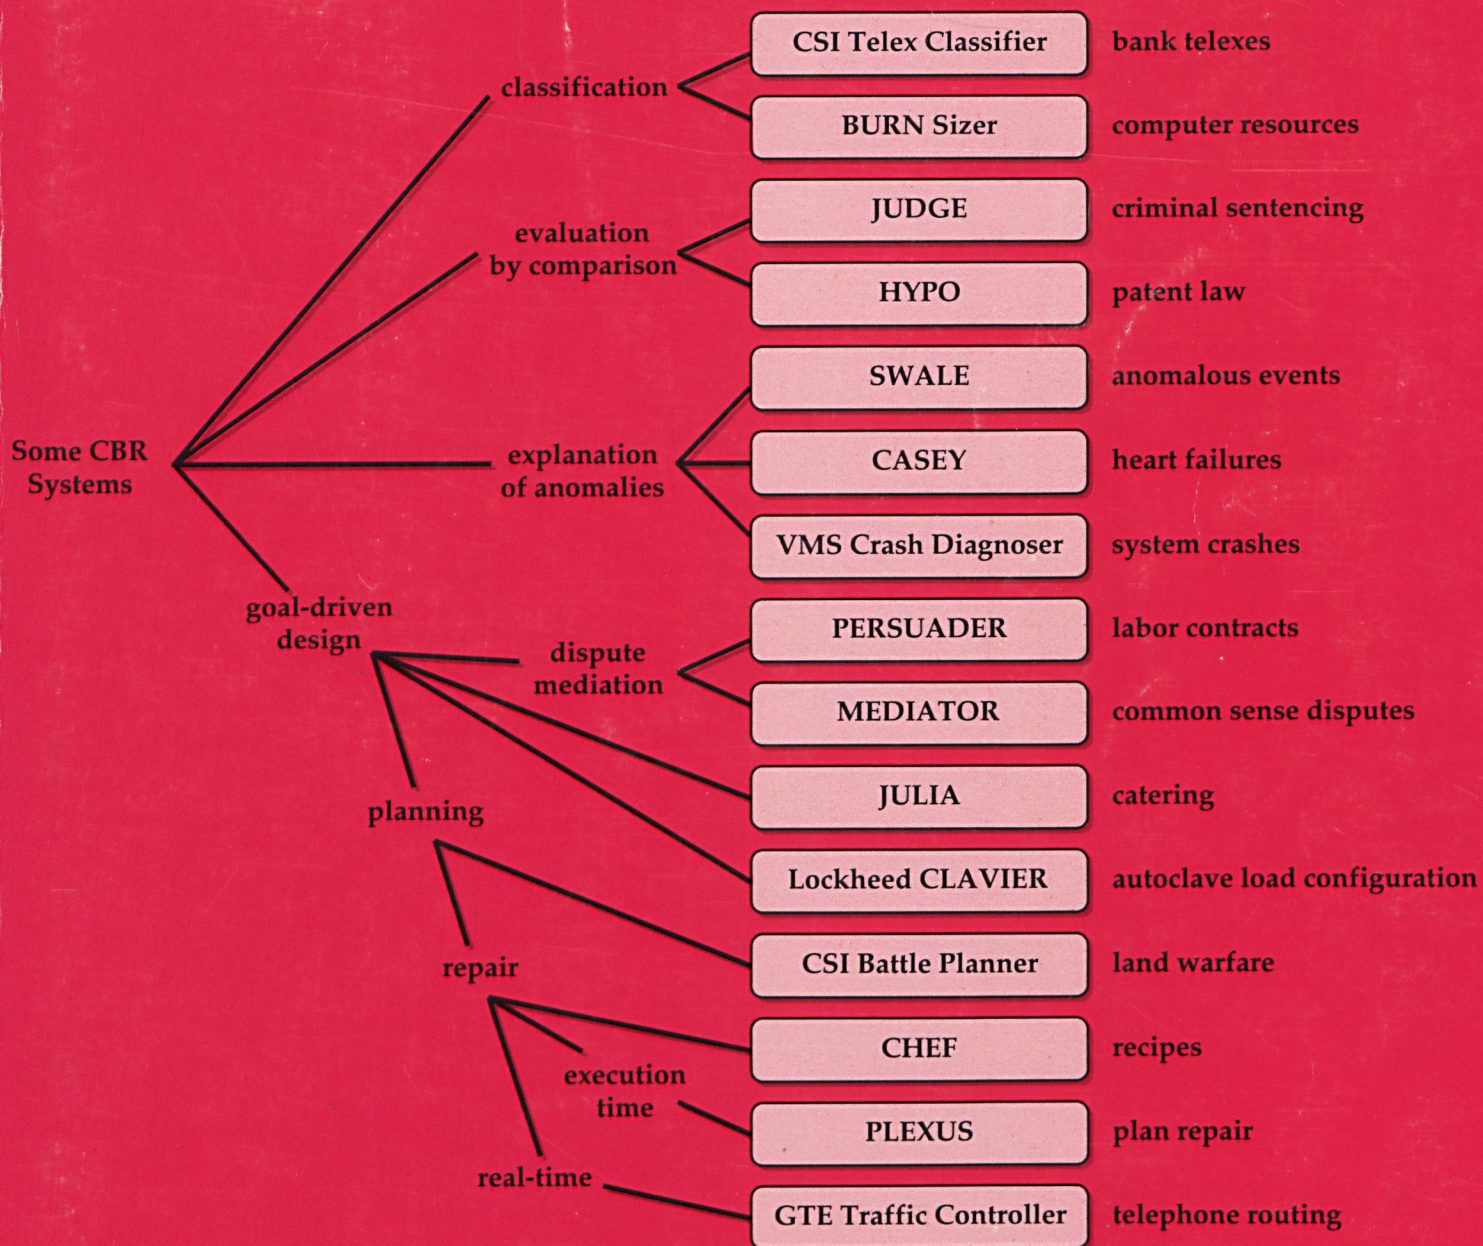 CSI Telex Classifier bank telexes
classification
BURN Sizer computer resources
JUDGE criminal sentencing
evaluation
by comparison
HYPO patent law
SWALE anomalous events
Some CBR
Systems
explanation
of anomalies
CASEY heart failures
VMS Crash Diagnoser system crashes
goal-driven
design
PERSUADER labor contracts
dispute
mediation
MEDIATOR common sense disputes
JULIA catering
planning
Lockheed CLAVIER autoclave load configuration
CSI Battle Planner land warfare
repair
CHEF recipes
execution
time
PLEXUS plan repair
real-time
GTE Traffic Controller telephone routing